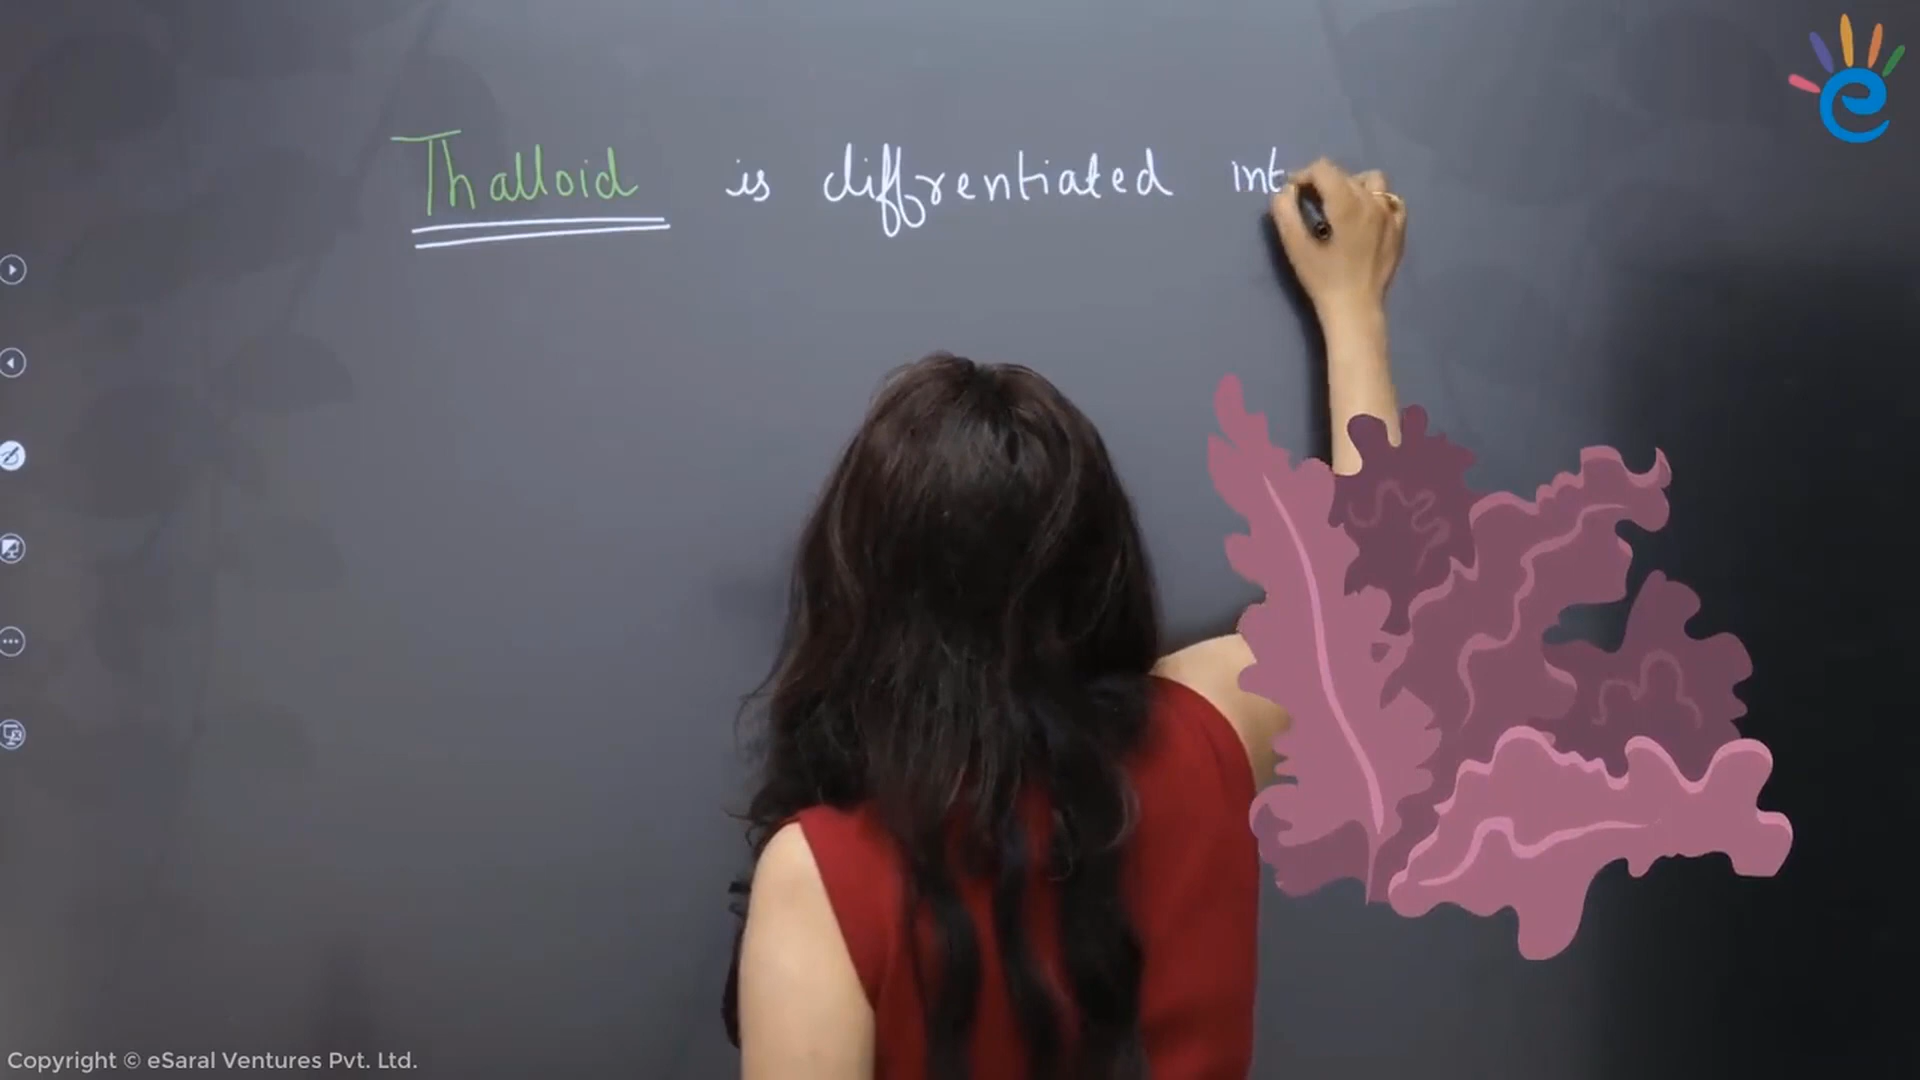 Thalloid is diffrentiated int
Copyright © eSaral Ventures Pvt. Ltd.